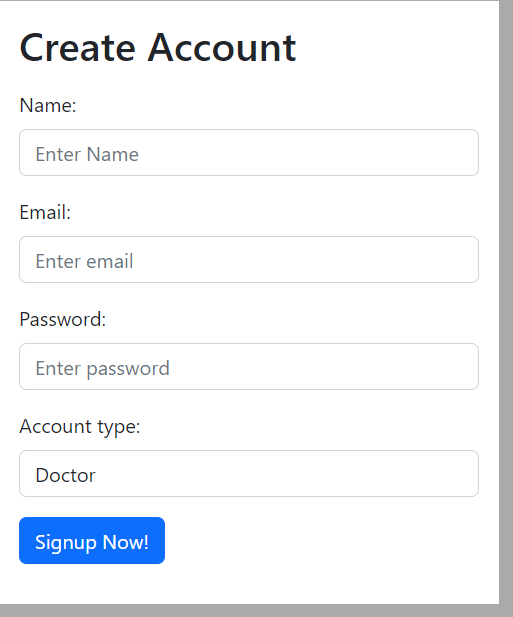 Create Account
Name:
Enter Name
Email:
Enter email
Password:
Enter password
Account type:
Doctor
Signup Now!